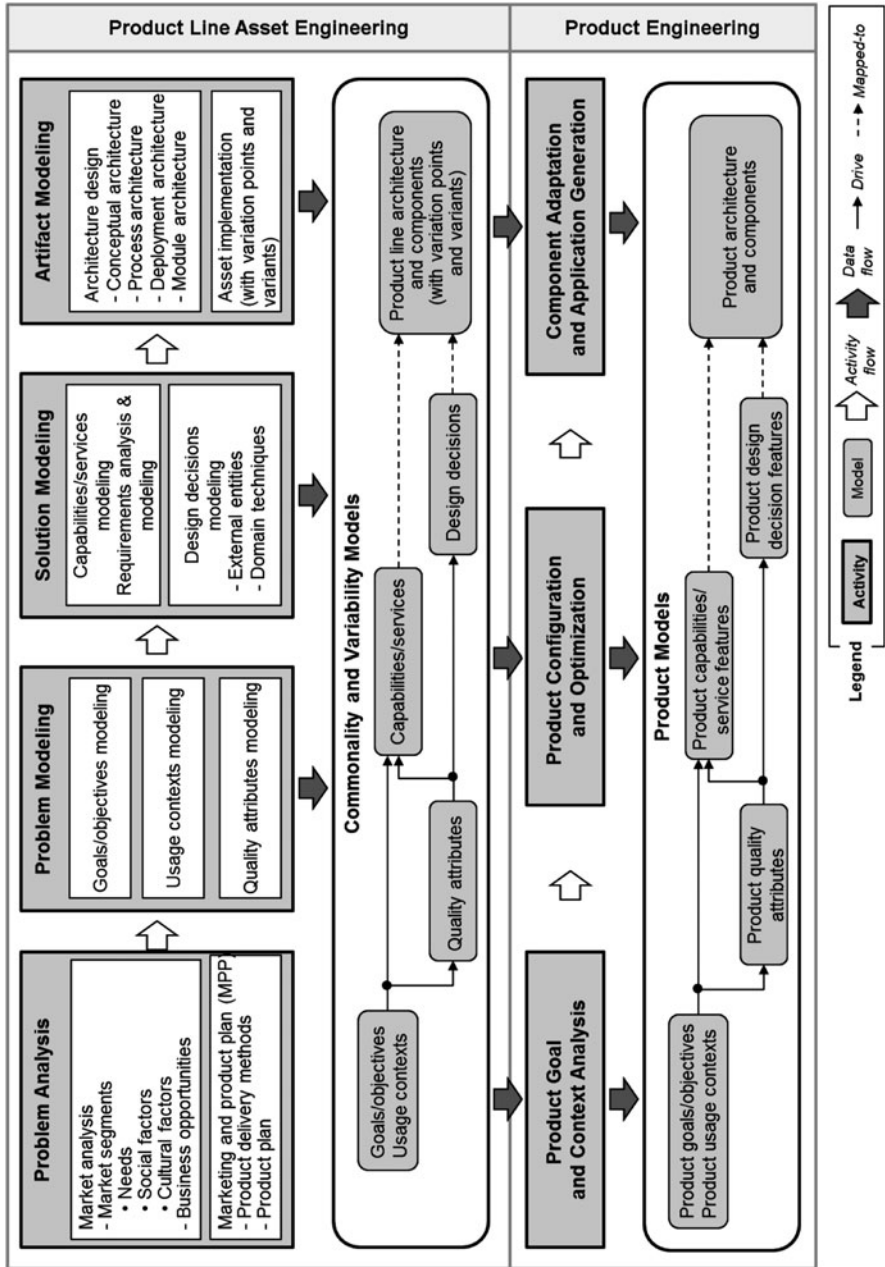 Product Line Asset Engineering
Problem Analysis
Market analysis
- Market segments
• Needs
• Social factors
• Cultural factors
- Business opportunities
Marketing and product plan (MPP)
- Product delivery methods
- Product plan
Problem Modeling
Goals/objectives modeling
Usage contexts modeling
Quality attributes modeling
Solution Modeling
Capabilities/services
modeling
Requirements analysis &
modeling
Design decisions
modeling
- External entities
- Domain techniques
Artifact Modeling
Architecture design
- Conceptual architecture
- Process architecture
- Deployment architecture
- Module architecture
Asset implementation
(with variation points and
variants)
Commonality and Variability Models
Goals/objectives
Usage contexts
Quality attributes
Capabilities/services
Design decisions
Product line architecture
and components
(with variation points
and variants)
Product Engineering
Product Goal
and Context Analysis
Product Configuration
and Optimization
Component Adaptation
and Application Generation
Product Models
Product goals/objectives
Product usage contexts
Product quality
attributes
Product capabilities/
service features
Product design
decision features
Product architecture
and components
Legend
Activity
Model
Activity
flow
Data
flow
Drive
Mapped-to